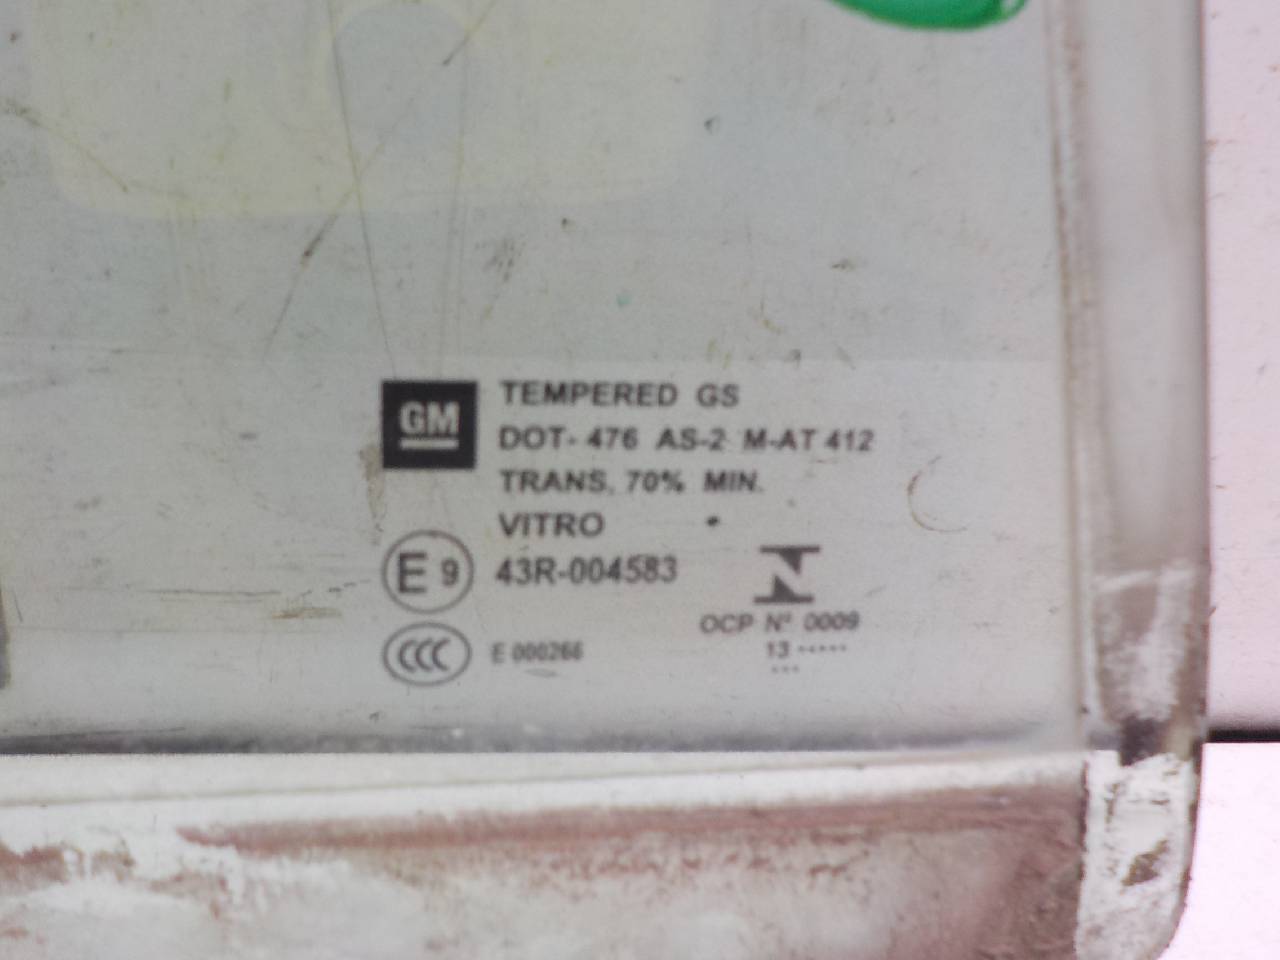 GM
TEMPERED GS
DOT- 476 AS-2 M-AT 412
TRANS. 70% MIN.
VITRO
E 9 43R-004583
OCP Nº 0009
CCC E 000266
13 ·····
···